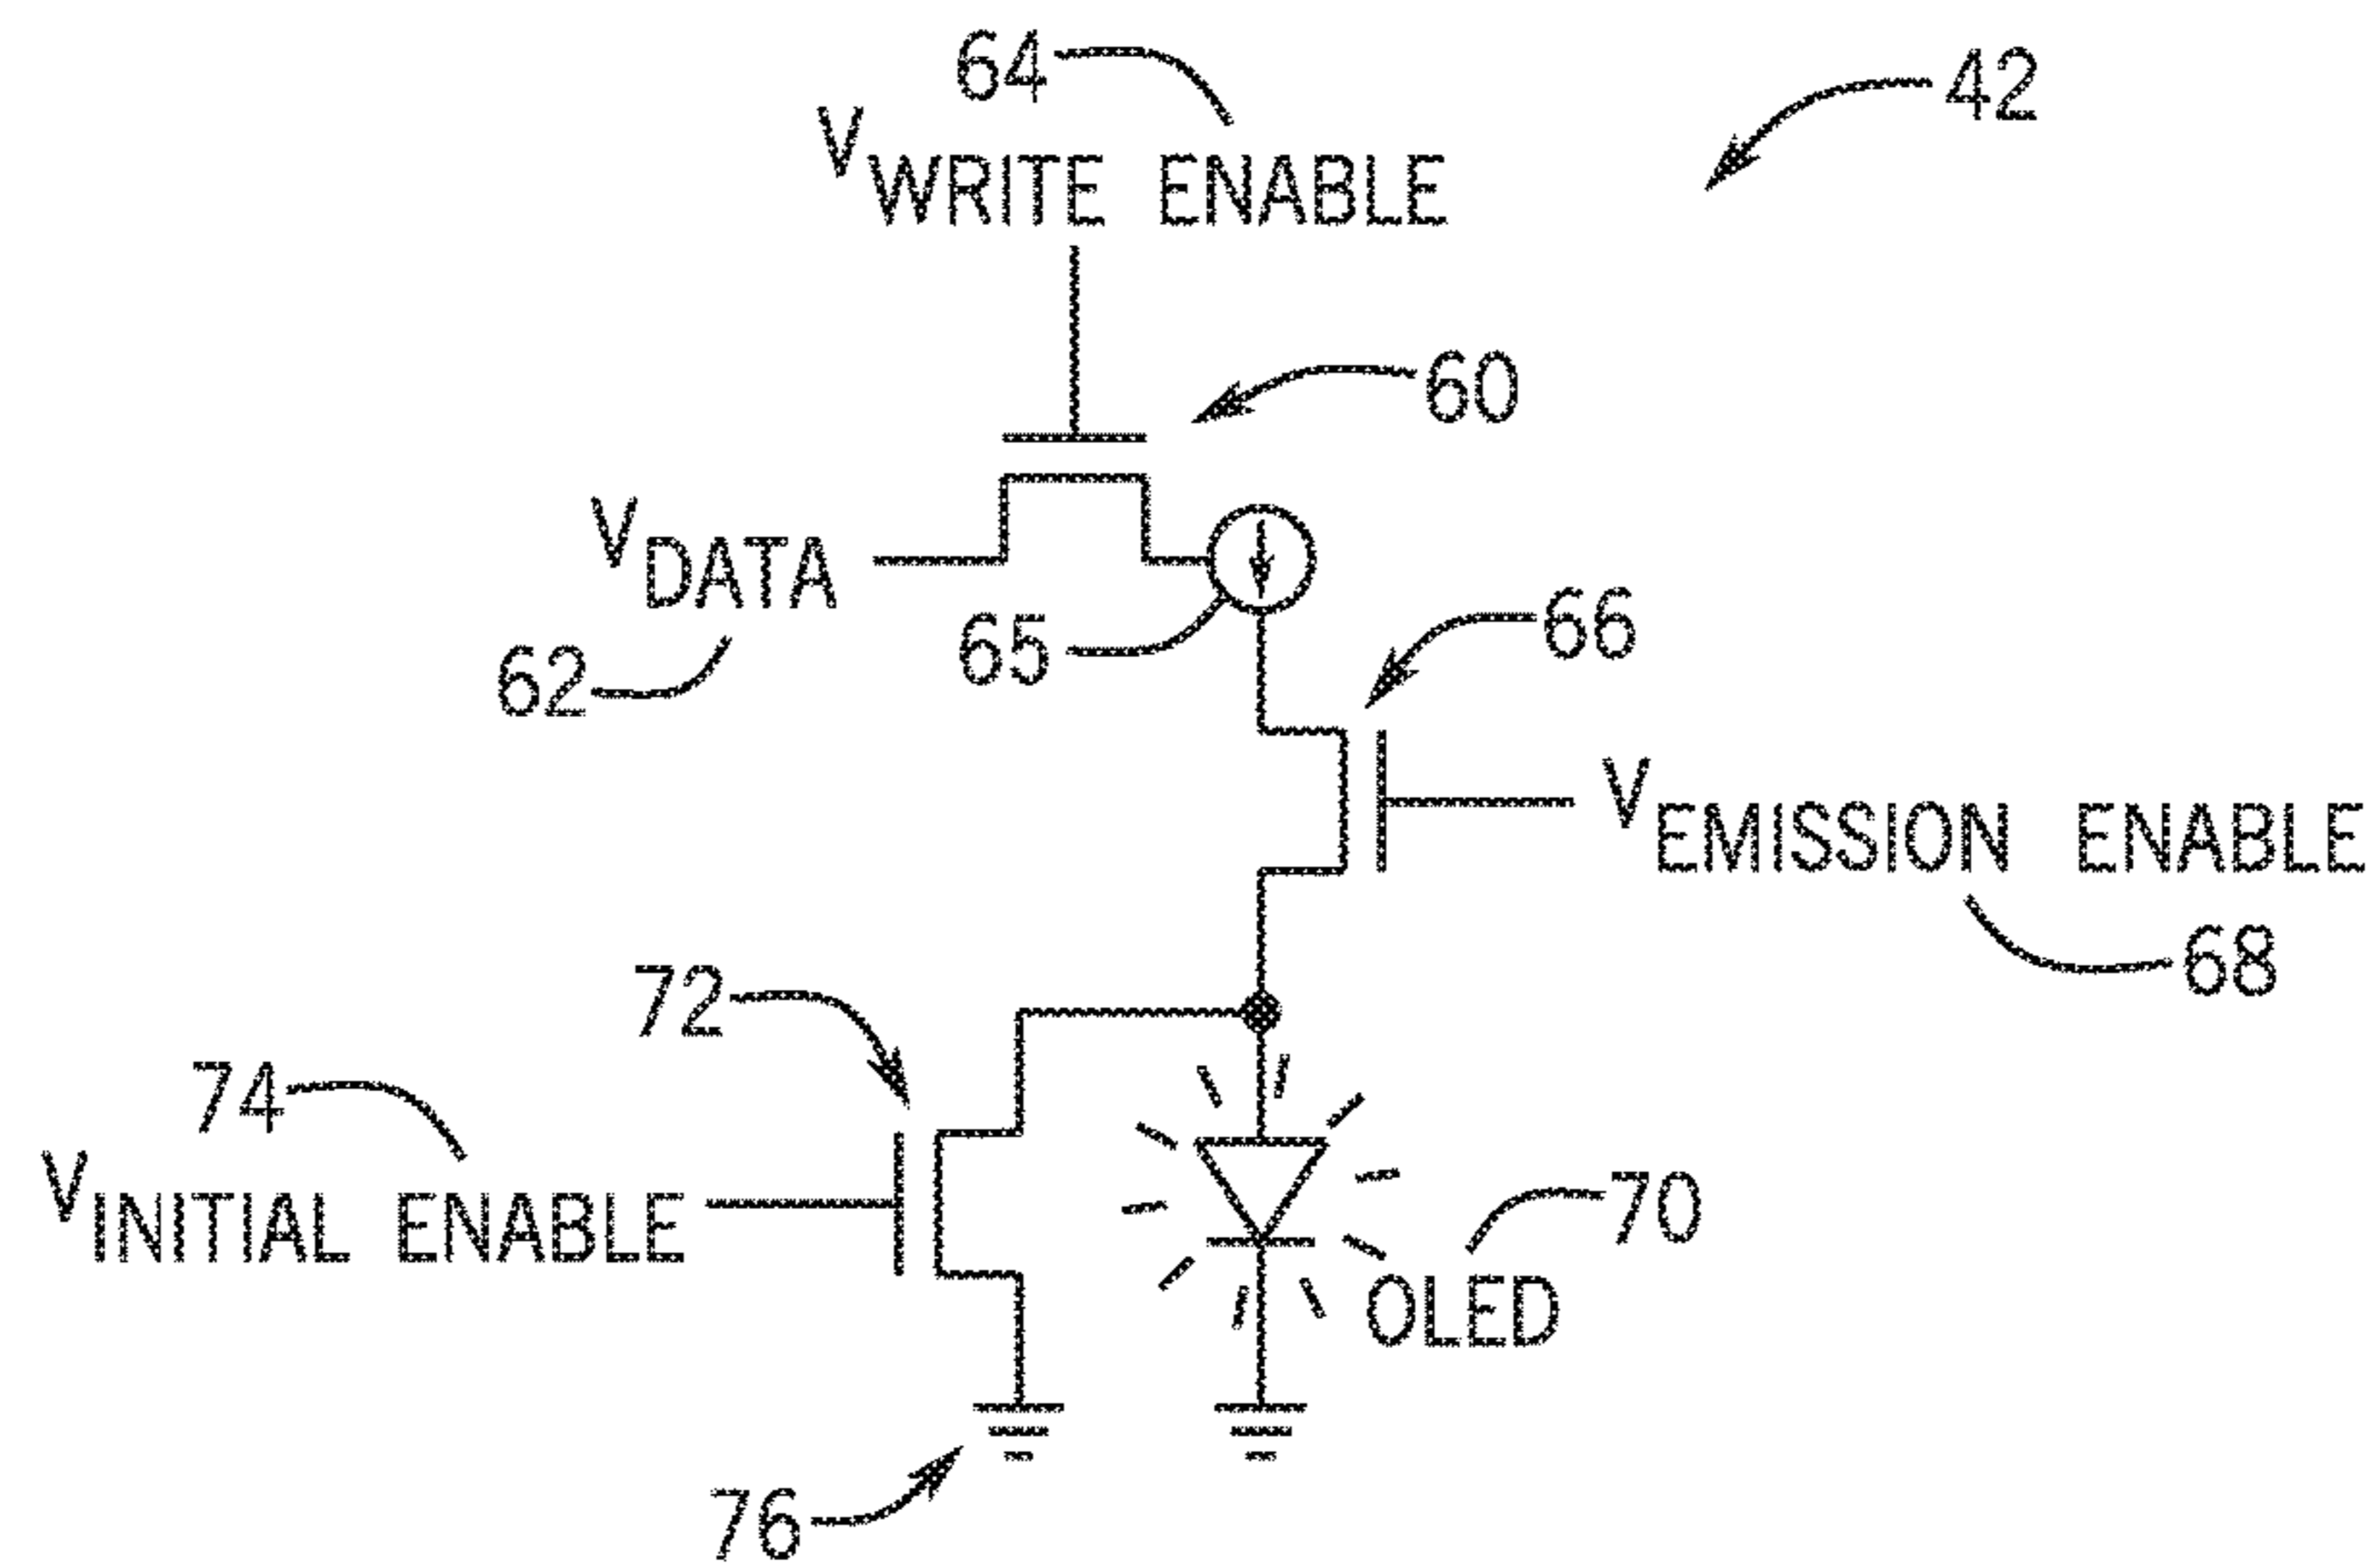 64
42
VWRITE ENABLE
60
VDATA
65
66
62
VEMISSION ENABLE
68
72
74
VINITIAL ENABLE
70
OLED
76